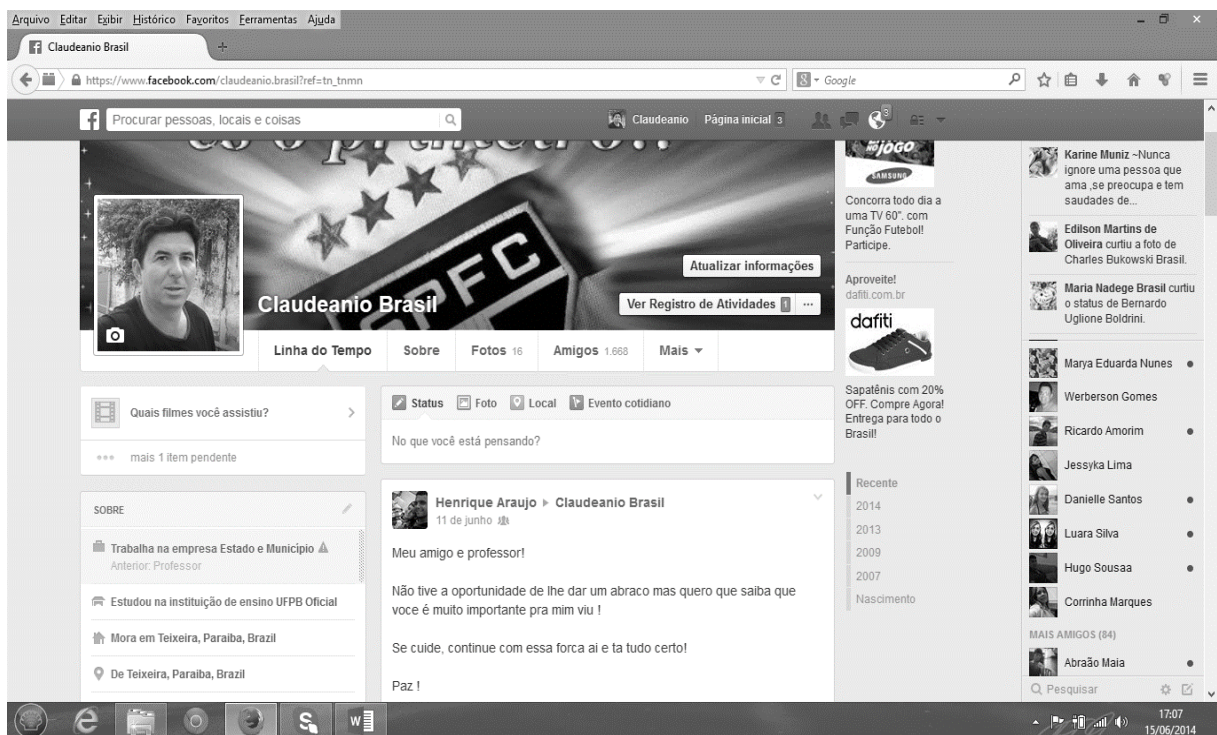 Arquivo Editar Exibir Histórico Favoritos Ferramentas Ajuda
Claudeanio Brasil
https://www.facebook.com/claudeanio.brasil?ref=tn_tnmn
Google
Procurar pessoas, locais e coisas
Claudeanio Página inicial 3
3
SPFC
Claudeanio Brasil
Atualizar informações
Ver Registro de Atividades 1 ...
Linha do Tempo Sobre Fotos 16 Amigos 1.668 Mais
Quais filmes você assistiu?
mais 1 item pendente
SOBRE
Trabalha na empresa Estado e Município
Anterior: Professor
Estudou na instituição de ensino UFPB Oficial
Mora em Teixeira, Paraiba, Brazil
De Teixeira, Paraiba, Brazil
Status Foto Local Evento cotidiano
No que você está pensando?
Henrique Araujo ▸ Claudeanio Brasil
11 de junho
Meu amigo e professor!
Não tive a oportunidade de lhe dar um abraco mas quero que saiba que
voce é muito importante pra mim viu !
Se cuide, continue com essa forca ai e ta tudo certo!
Paz !
NO JOGO
SAMSUNG
Concorra todo dia a
uma TV 60". com
Função Futebol!
Participe.
Aproveite!
dafiti.com.br
dafiti
Sapatênis com 20%
OFF. Compre Agora!
Entrega para todo o
Brasil!
Recente
2014
2013
2009
2007
Nascimento
Karine Muniz ~Nunca
ignore uma pessoa que
ama ,se preocupa e tem
saudades de...
Edilson Martins de
Oliveira curtiu a foto de
Charles Bukowski Brasil.
Maria Nadege Brasil curtiu
o status de Bernardo
Uglione Boldrini.
Marya Eduarda Nunes
Werberson Gomes
Ricardo Amorim
Jessyka Lima
Danielle Santos
Luara Silva
Hugo Sousaa
Corrinha Marques
MAIS AMIGOS (84)
Abraão Maia
Pesquisar
17:07
15/06/2014